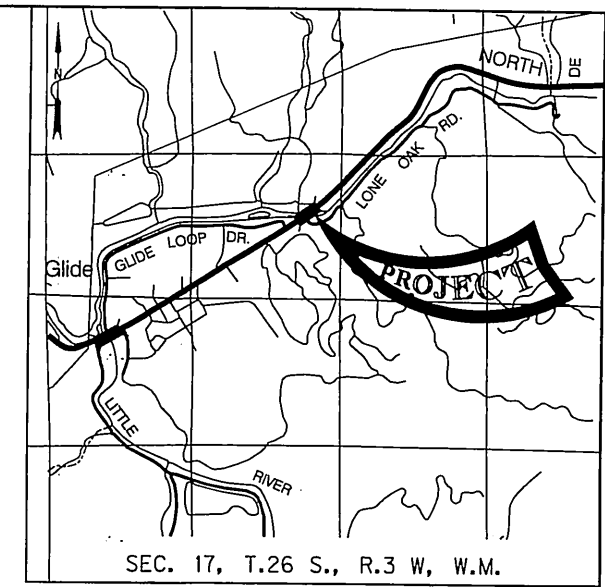 N
NORTH
DE
LONE OAK RD.
GLIDE LOOP DR.
Glide
PROJECT
LITTLE
RIVER
SEC. 17, T.26 S., R.3 W, W.M.